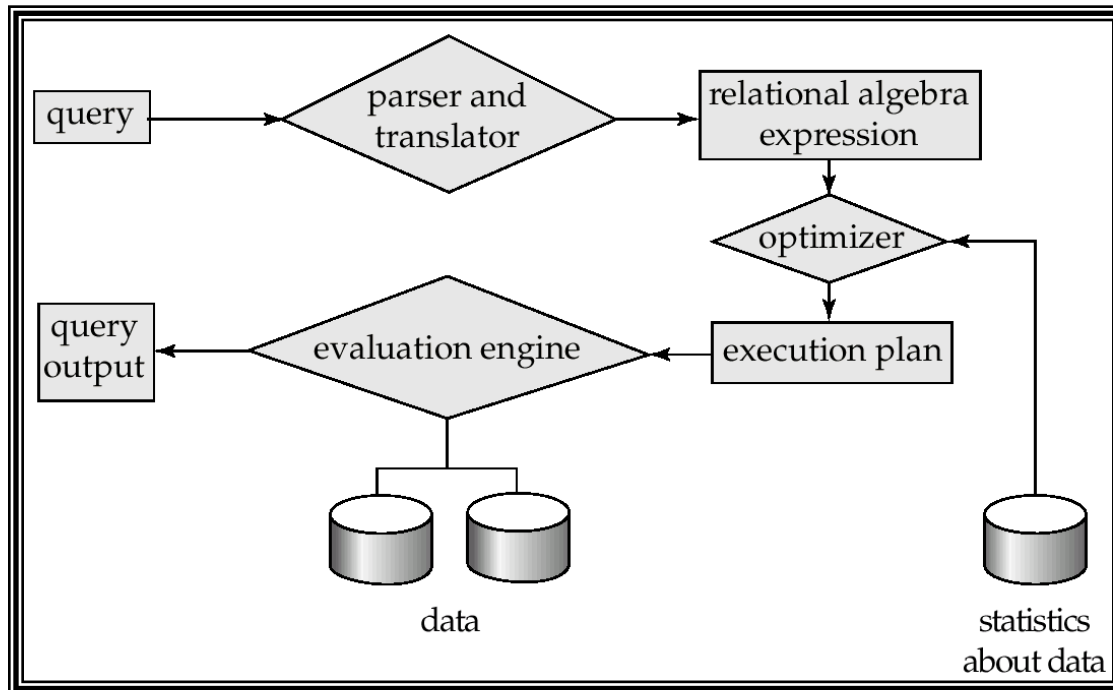 query
parser and
translator
relational algebra
expression
optimizer
query
output
evaluation engine
execution plan
data
statistics
about data